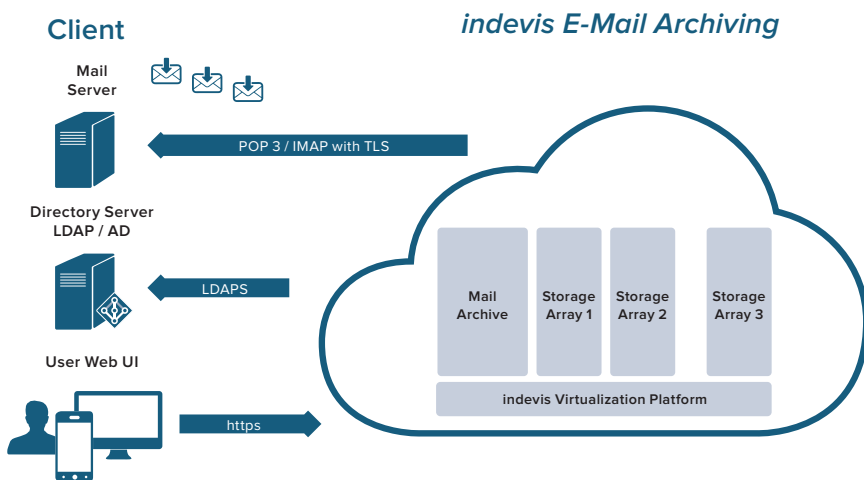 Client
indevis E-Mail Archiving
Mail
Server
POP 3 / IMAP with TLS
Directory Server
LDAP / AD
LDAPS
Mail
Archive
Storage
Array 1
Storage
Array 2
Storage
Array 3
User Web UI
indevis Virtualization Platform
https